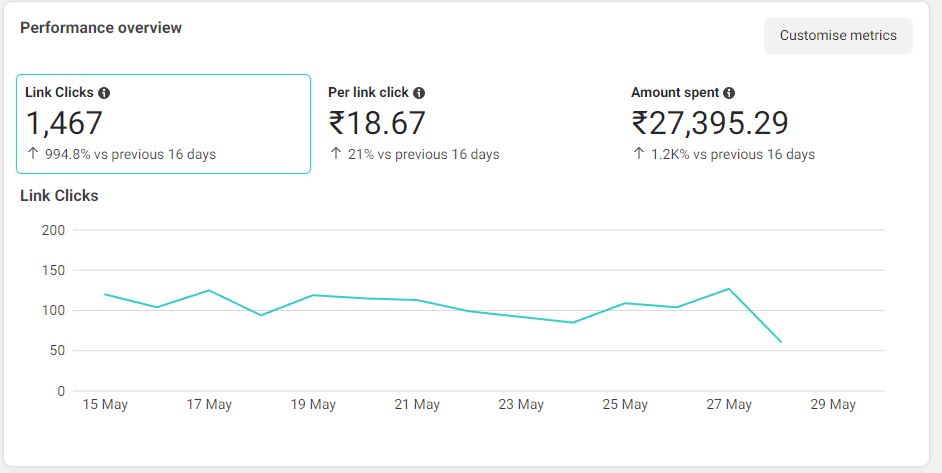 Performance overview
Customise metrics
Link Clicks
1,467
↑ 994.8% vs previous 16 days
Per link click
₹18.67
↑ 21% vs previous 16 days
Amount spent
₹27,395.29
↑ 1.2K% vs previous 16 days
Link Clicks
200
150
100
50
0
15 May 17 May 19 May 21 May 23 May 25 May 27 May 29 May